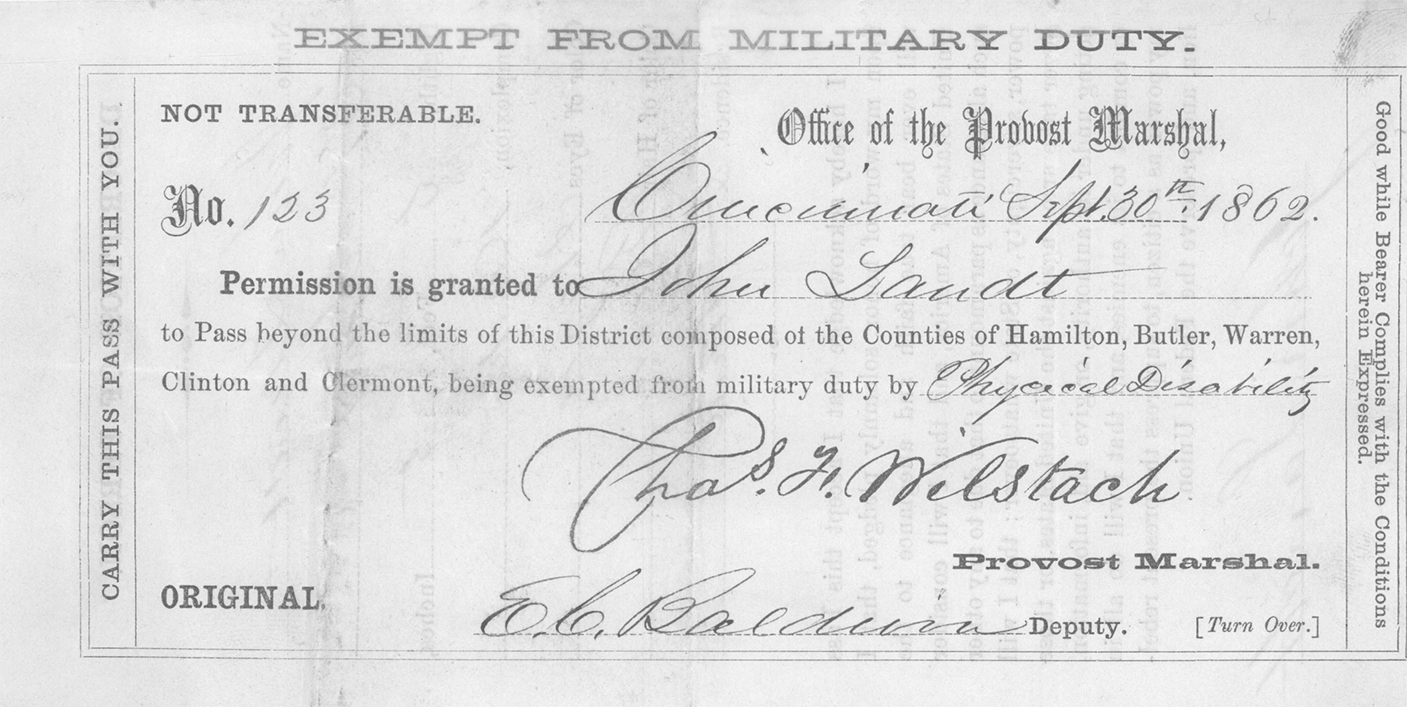 EXEMPT FROM MILITARY DUTY.
CARRY THIS PASS WITH YOU.
NOT TRANSFERABLE.
Office of the Provost Marshal,
No. 123
Cincinnati Sept. 30th 1862.
Permission is granted to John Sandt
to Pass beyond the limits of this District composed of the Counties of Hamilton, Butler, Warren,
Clinton and Clermont, being exempted from military duty by Physical Disability
Chas. F. Wilstach
Provost Marshal.
ORIGINAL.
E. C. Baldwin Deputy.
[Turn Over.]
Good while Bearer Complies with the Conditions
herein Expressed.